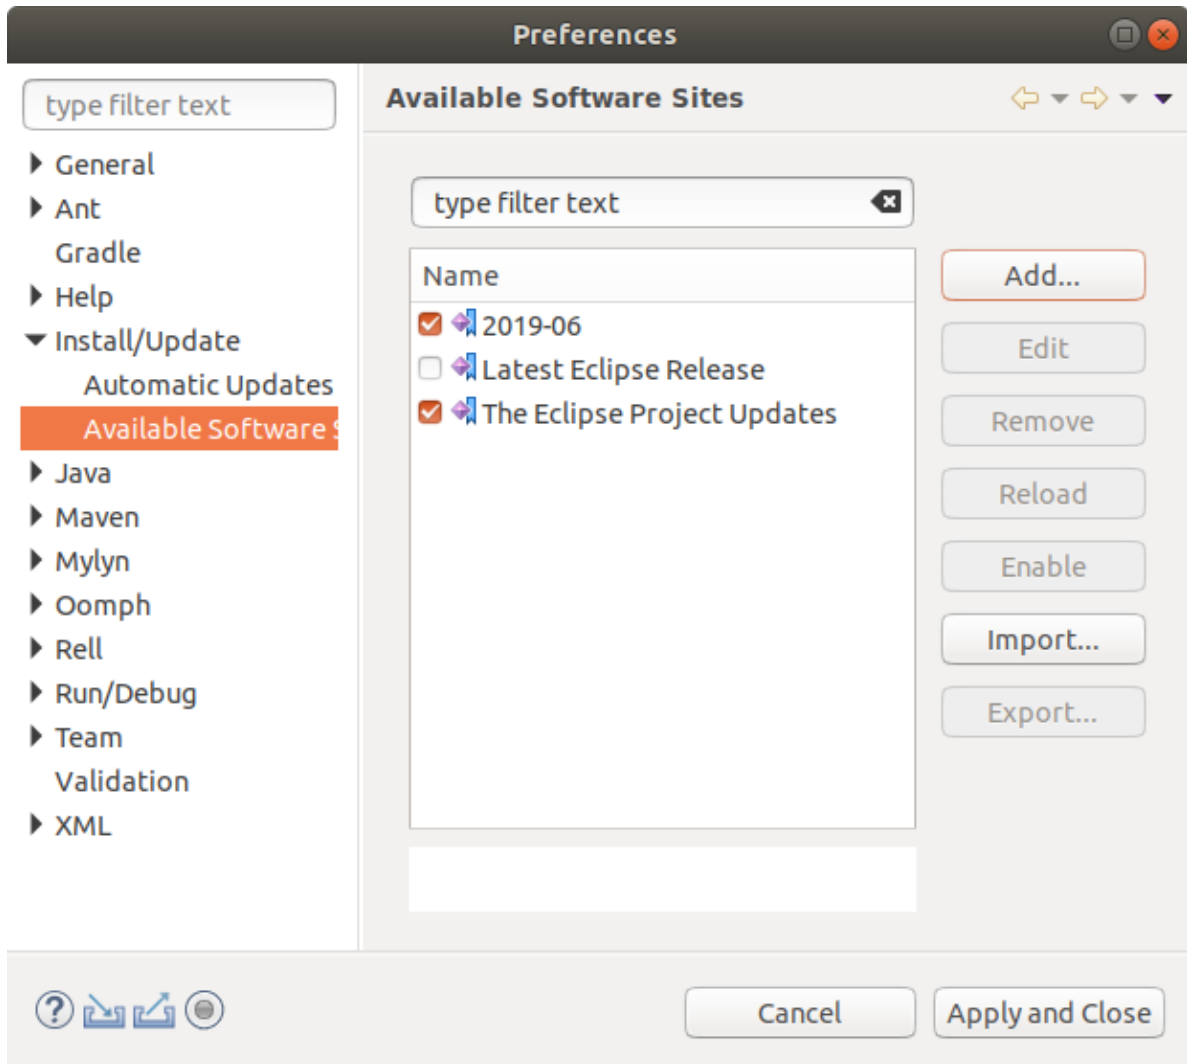 Preferences
type filter text
General
Ant
Gradle
Help
Install/Update
Automatic Updates
Available Software S
Java
Maven
Mylyn
Oomph
Rell
Run/Debug
Team
Validation
XML
Available Software Sites
type filter text
Name
2019-06
Latest Eclipse Release
The Eclipse Project Updates
Add...
Edit
Remove
Reload
Enable
Import...
Export...
?
Cancel
Apply and Close